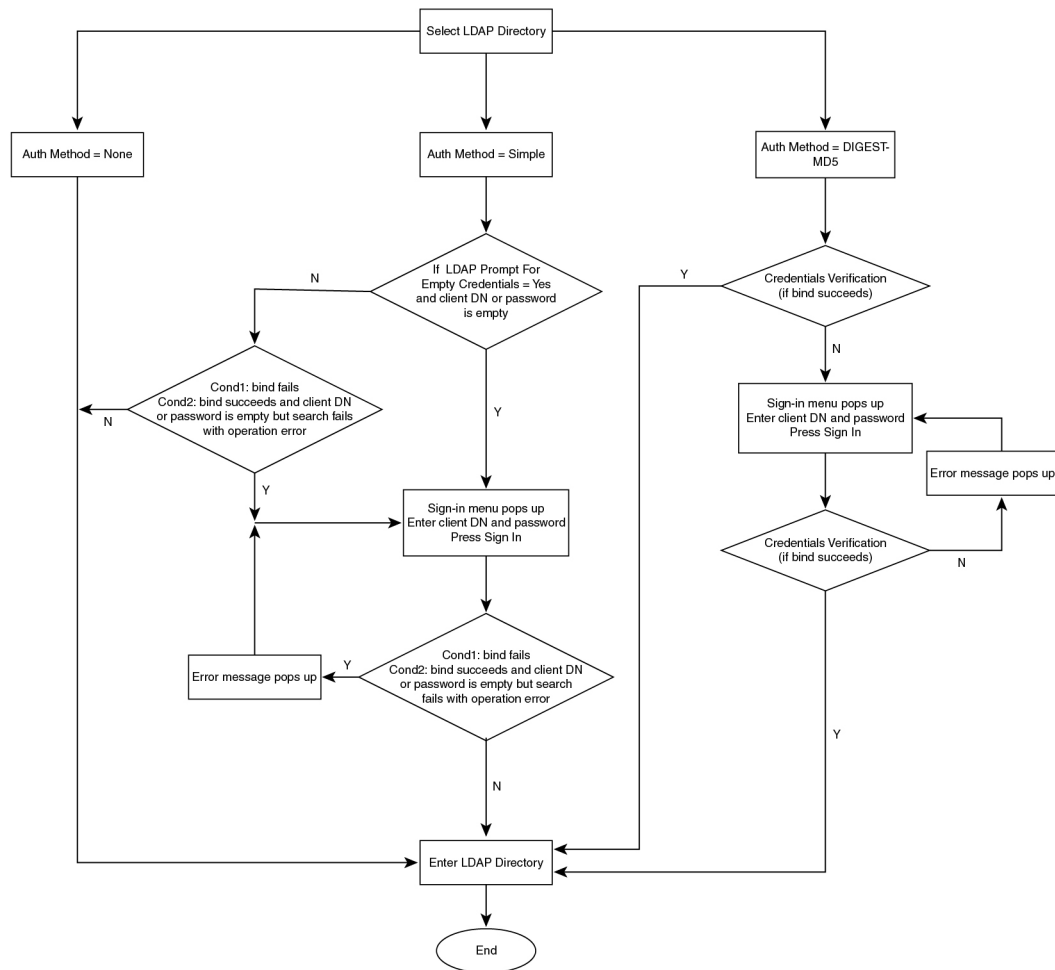 Select LDAP Directory
Auth Method = None
Auth Method = Simple
Auth Method = DIGEST-
MD5
N
If LDAP Prompt For
Empty Credentials = Yes
and client DN or password
is empty
Y
Credentials Verification
(if bind succeeds)
N
Cond1: bind fails
Cond2: bind succeeds and client DN
or password is empty but search fails
with operation error
N
Y
Y
Sign-in menu pops up
Enter client DN and password
Press Sign In
Error message pops up
Sign-in menu pops up
Enter client DN and password
Press Sign In
Credentials Verification
(if bind succeeds)
N
Error message pops up
Y
Cond1: bind fails
Cond2: bind succeeds and client DN
or password is empty but search
fails with operation error
Y
N
Enter LDAP Directory
End